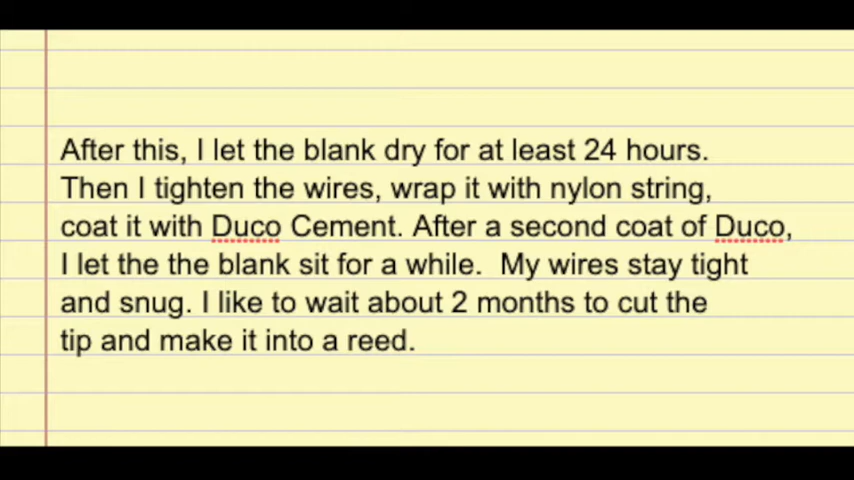 After this, I let the blank dry for at least 24 hours.
Then I tighten the wires, wrap it with nylon string,
coat it with Duco Cement. After a second coat of Duco,
I let the the blank sit for a while.  My wires stay tight
and snug. I like to wait about 2 months to cut the
tip and make it into a reed.